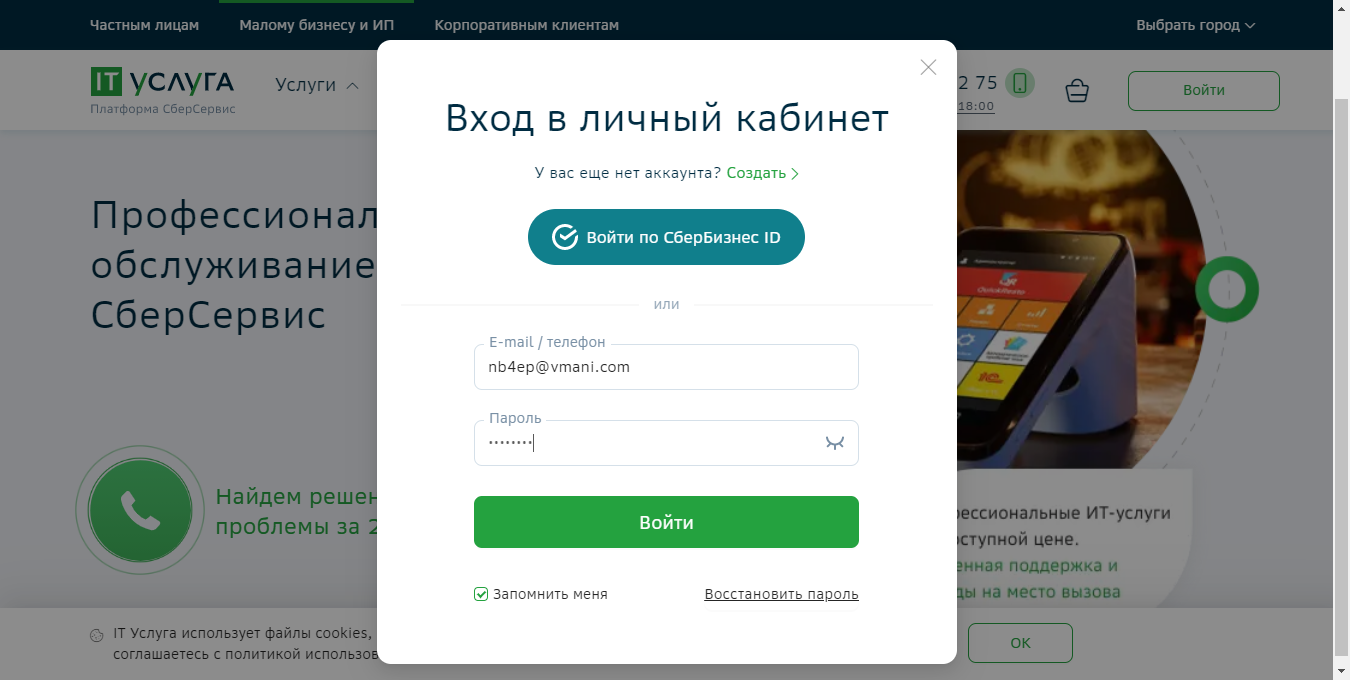 Частным лицам
Малому бизнесу и ИП
Корпоративным клиентам
Выбрать город
IT УСЛУГА
Платформа СберСервис
Услуги
2 75
18:00
Войти
Вход в личный кабинет
У вас еще нет аккаунта? Создать
Войти по СберБизнес ID
или
E-mail / телефон
nb4ep@vmani.com
Пароль
••••••••
Войти
Запомнить меня
Восстановить пароль
Профессионал
обслуживание
СберСервис
Найдем решен
проблемы за 2
ессиональные ИТ-услуги
оступной цене.
енная поддержка и
ды на место вызова
IT Услуга использует файлы cookies,
соглашаетесь с политикой использов
OK